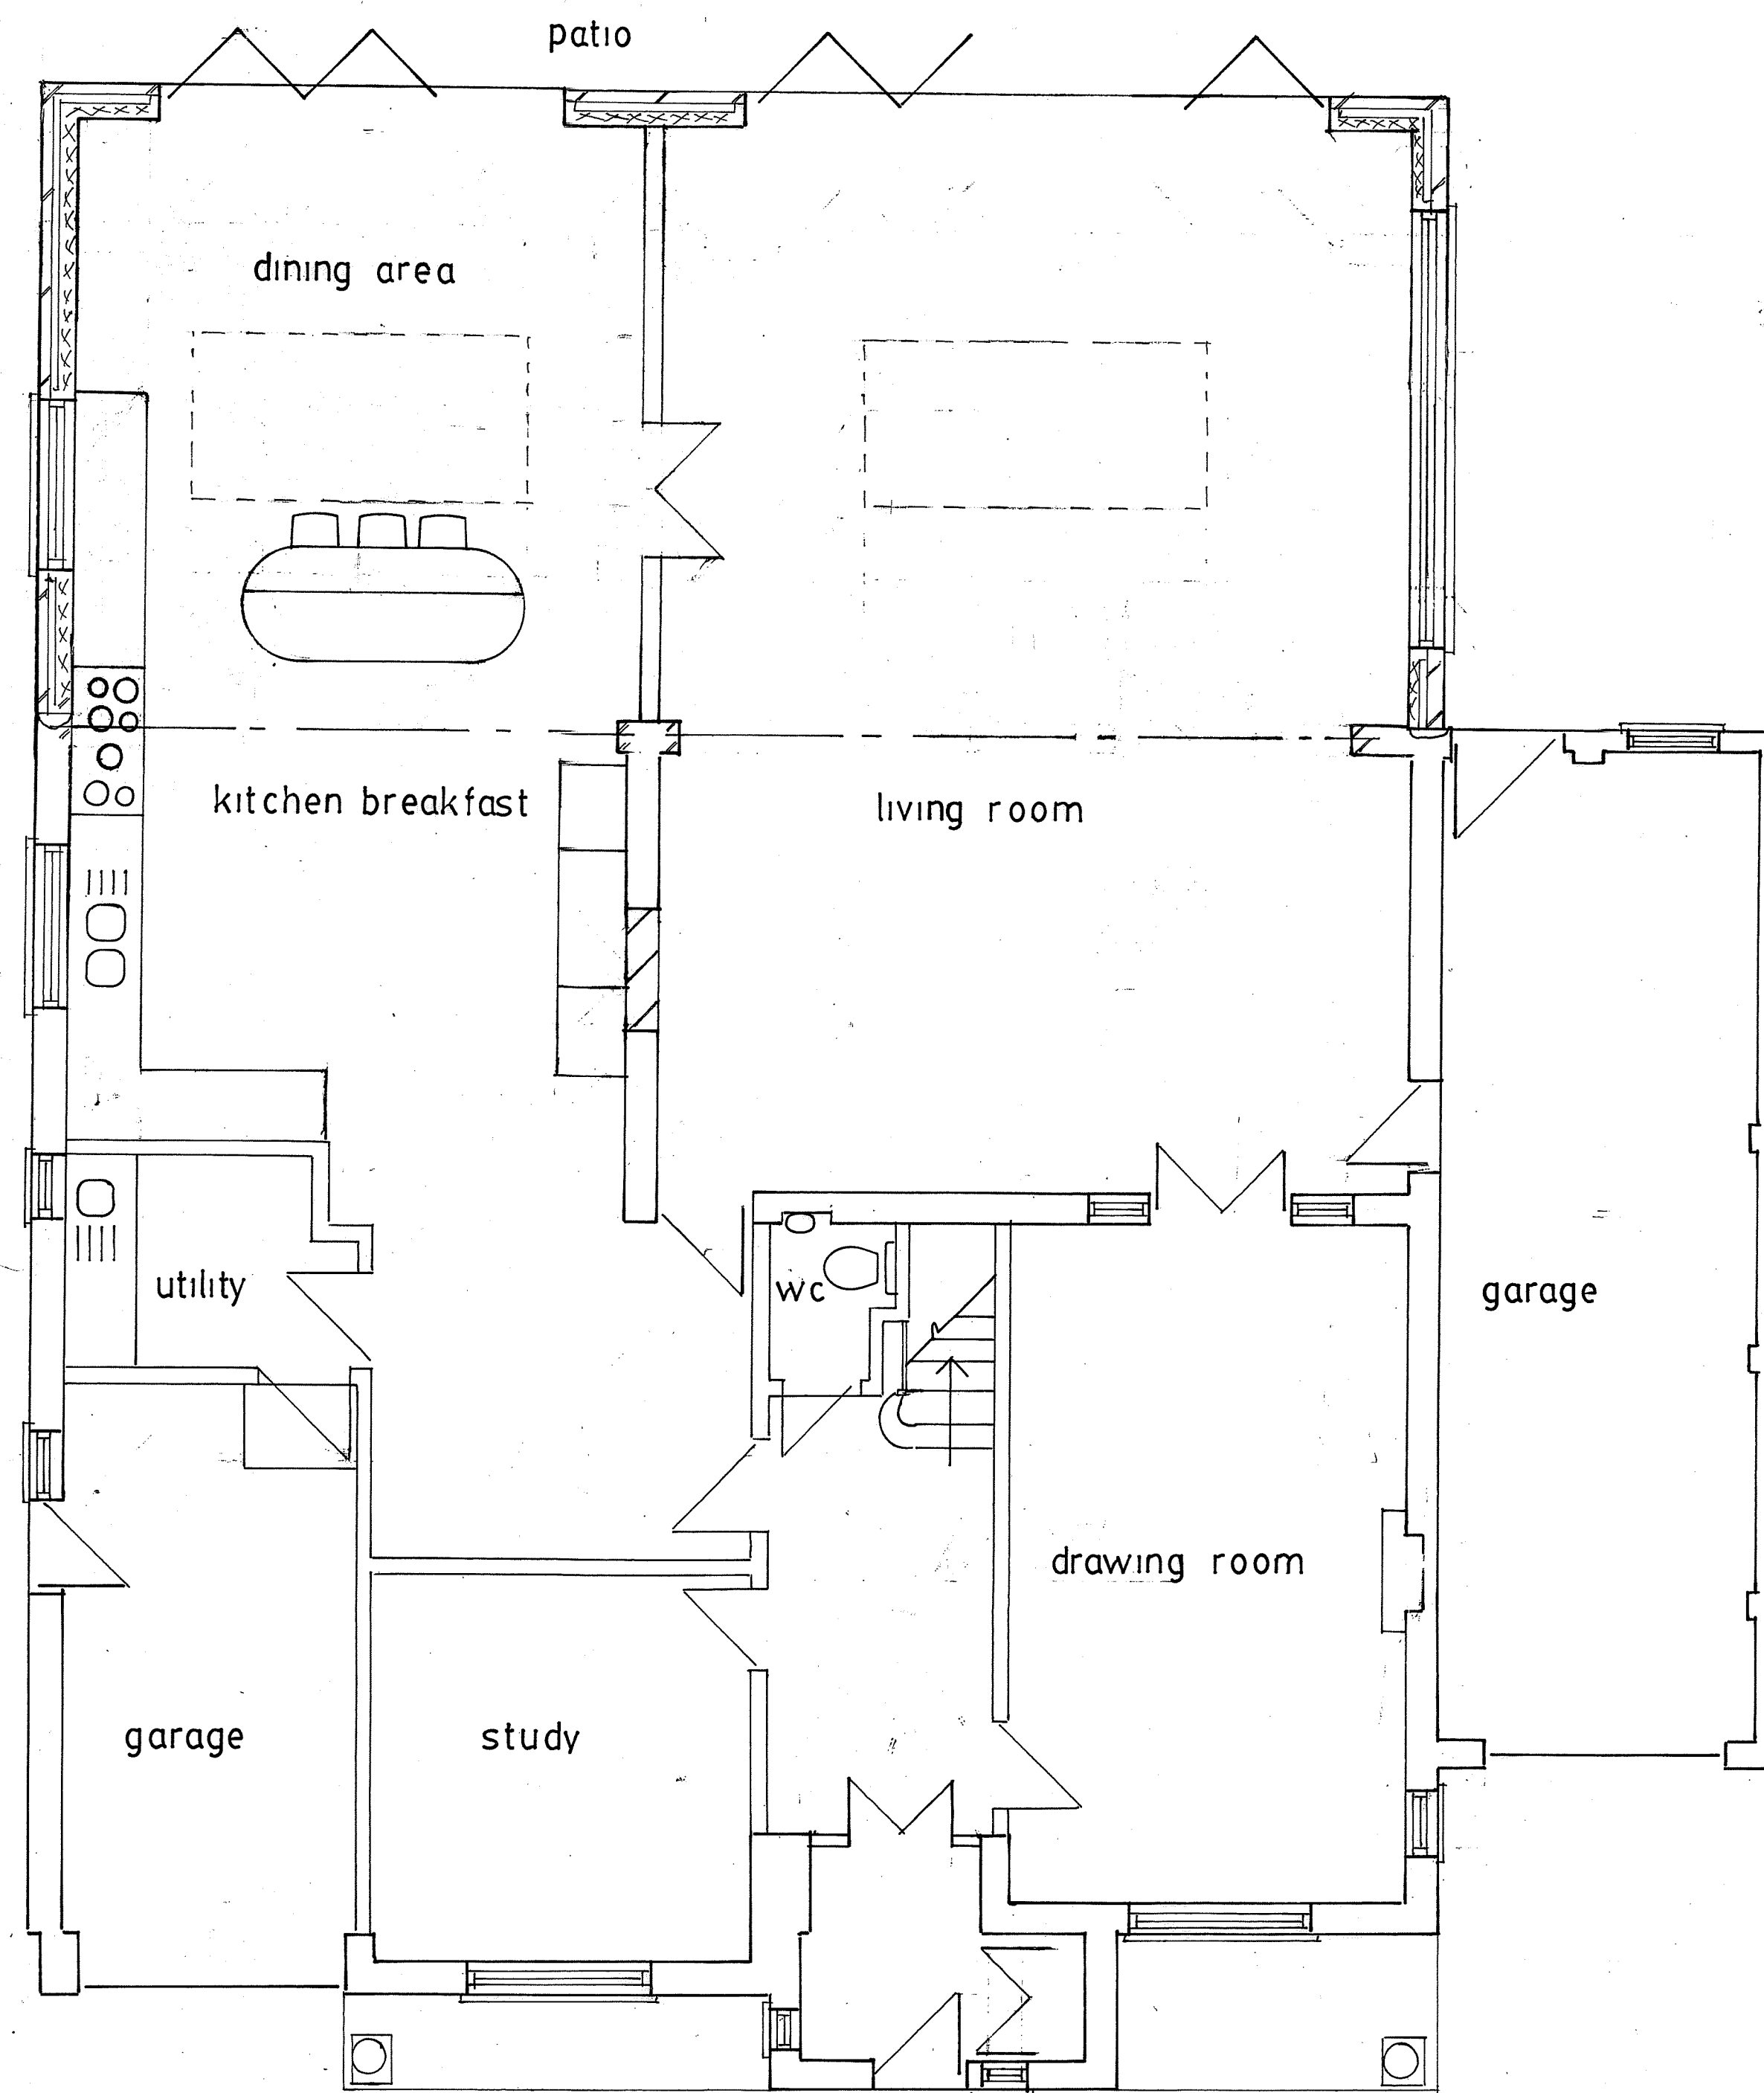 patio
dining area
kitchen breakfast
living room
utility
wc
garage
drawing room
garage
study